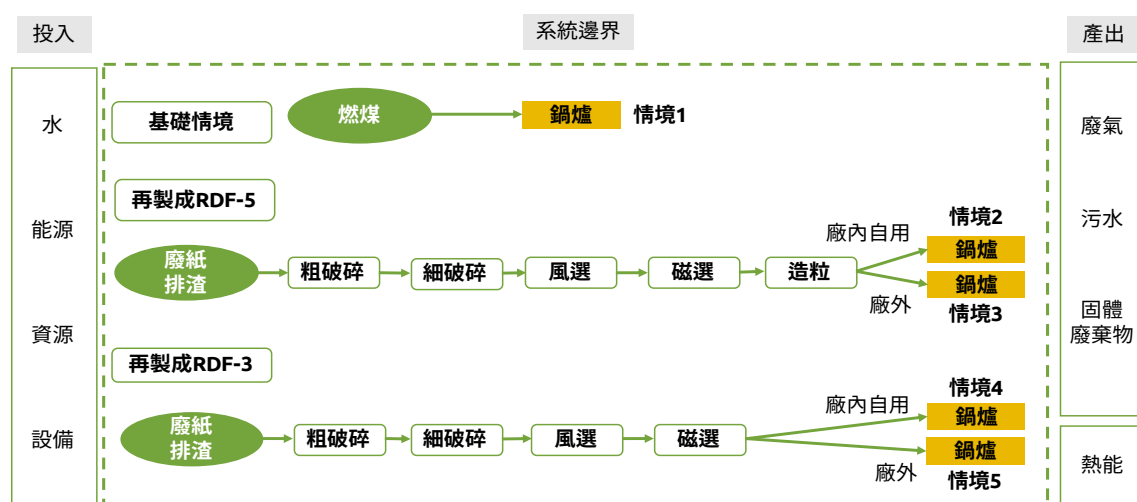 投入
系統邊界
產出
水
能源
資源
設備
基礎情境
燃煤
鍋爐
情境1
再製成RDF-5
廢紙
排渣
粗破碎
細破碎
風選
磁選
造粒
廠內自用
情境2
鍋爐
廠外
鍋爐
情境3
再製成RDF-3
廢紙
排渣
粗破碎
細破碎
風選
磁選
廠內自用
情境4
鍋爐
廠外
鍋爐
情境5
廢氣
污水
固體
廢棄物
熱能